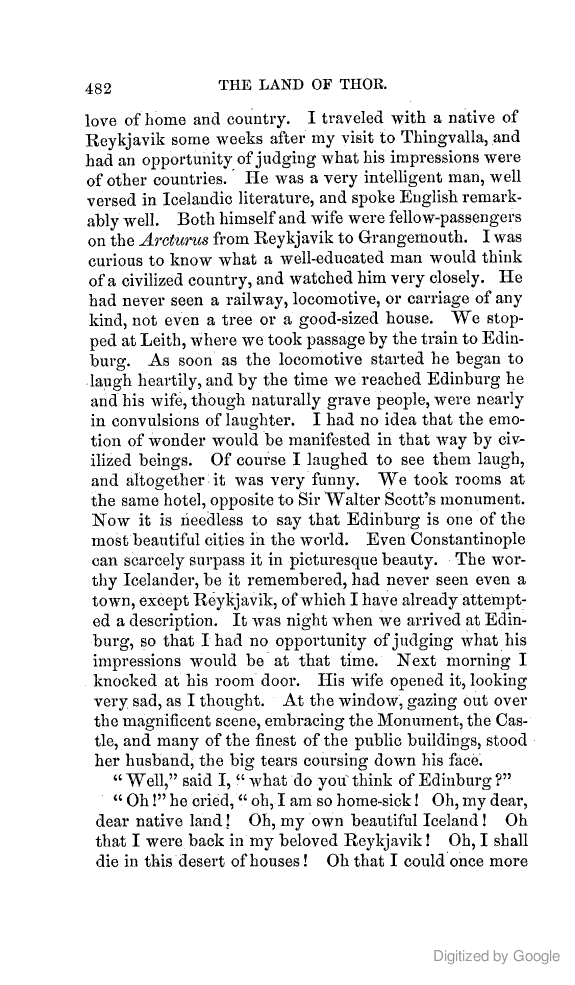 482
THE LAND OF THOR.
love of home and country. I traveled with a native of
Reykjavik some weeks after my visit to Thingvalla, and
had an opportunity of judging what his impressions were
of other countries. He was a very intelligent man, well
versed in Icelandic literature, and spoke English remark-
ably well. Both himself and wife were fellow-passengers
on the Arcturus from Reykjavik to Grangemouth. I was
curious to know what a well-educated man would think
of a civilized country, and watched him very closely. He
had never seen a railway, locomotive, or carriage of any
kind, not even a tree or a good-sized house. We stop-
ped at Leith, where we took passage by the train to Edin-
burg. As soon as the locomotive started he began to
laugh heartily, and by the time we reached Edinburg he
and his wife, though naturally grave people, were nearly
in convulsions of laughter. I had no idea that the emo-
tion of wonder would be manifested in that way by civ-
ilized beings. Of course I laughed to see them laugh,
and altogether it was very funny. We took rooms at
the same hotel, opposite to Sir Walter Scott's monument.
Now it is needless to say that Edinburg is one of the
most beautiful cities in the world. Even Constantinople
can scarcely surpass it in picturesque beauty. The wor-
thy Icelander, be it remembered, had never seen even a
town, except Reykjavik, of which I have already attempt-
ed a description. It was night when we arrived at Edin-
burg, so that I had no opportunity of judging what his
impressions would be at that time. Next morning I
knocked at his room door. His wife opened it, looking
very sad, as I thought. At the window, gazing out over
the magnificent scene, embracing the Monument, the Cas-
tle, and many of the finest of the public buildings, stood
her husband, the big tears coursing down his face.
"Well," said I, "what do you think of Edinburg?"
"Oh!" he cried, "oh, I am so home-sick! Oh, my dear,
dear native land! Oh, my own beautiful Iceland! Oh
that I were back in my beloved Reykjavik! Oh, I shall
die in this desert of houses! Oh that I could once more
Digitized by Google